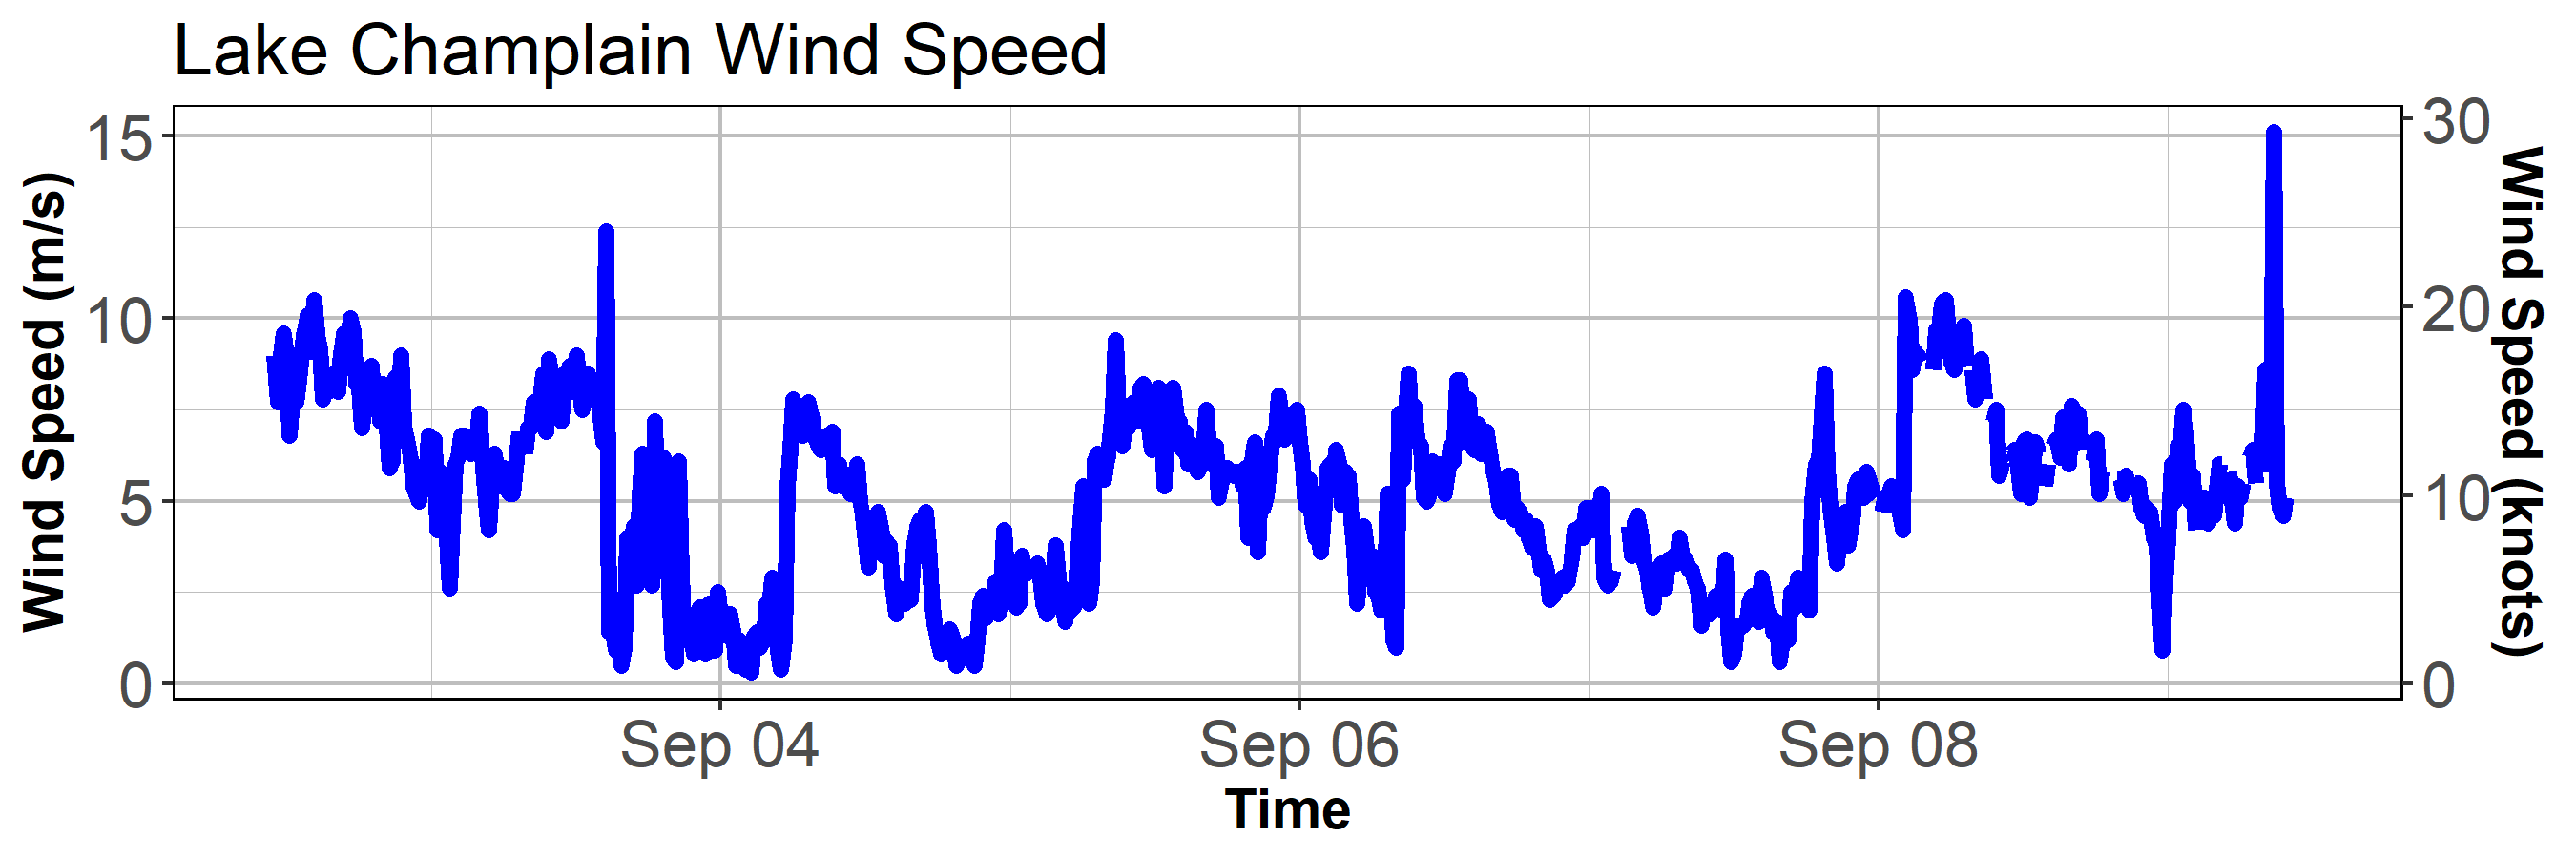 Lake Champlain Wind Speed
Wind Speed (m/s)
15
10
5
0
30
20
10
0
Wind Speed (knots)
Sep 04
Sep 06
Sep 08
Time